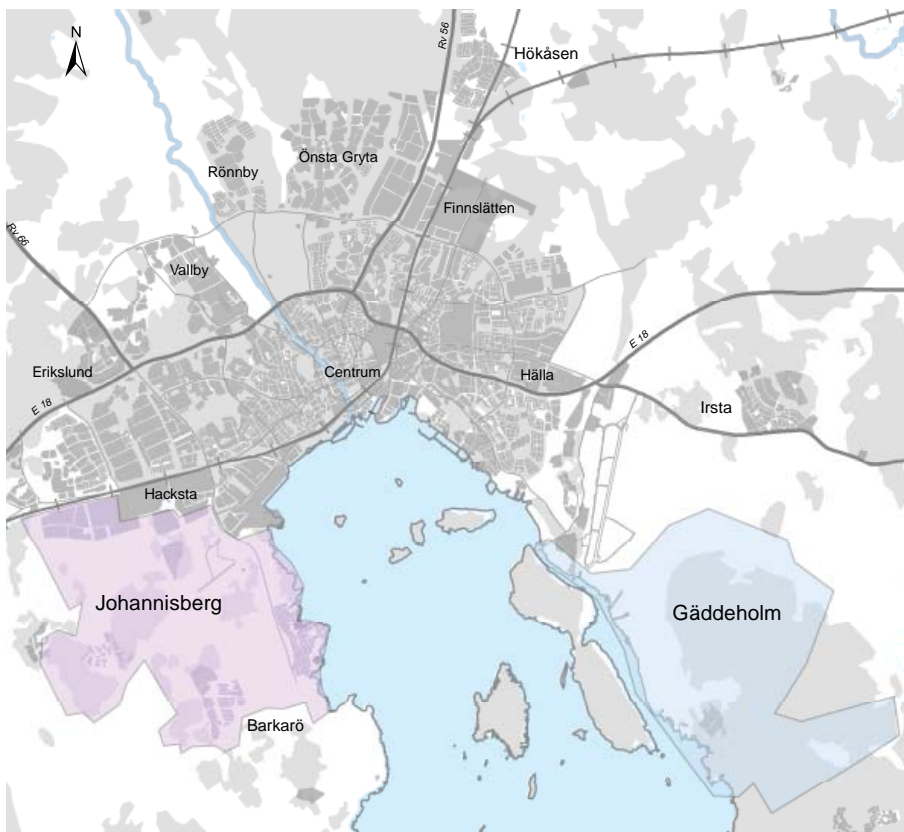 N
Rv 56
Hökåsen
Önsta Gryta
Rönnby
Finnslätten
Rv 66
Vallby
E 18
Erikslund
Centrum
Hälla
E 18
Irsta
Hacksta
Johannisberg
Gäddeholm
Barkarö